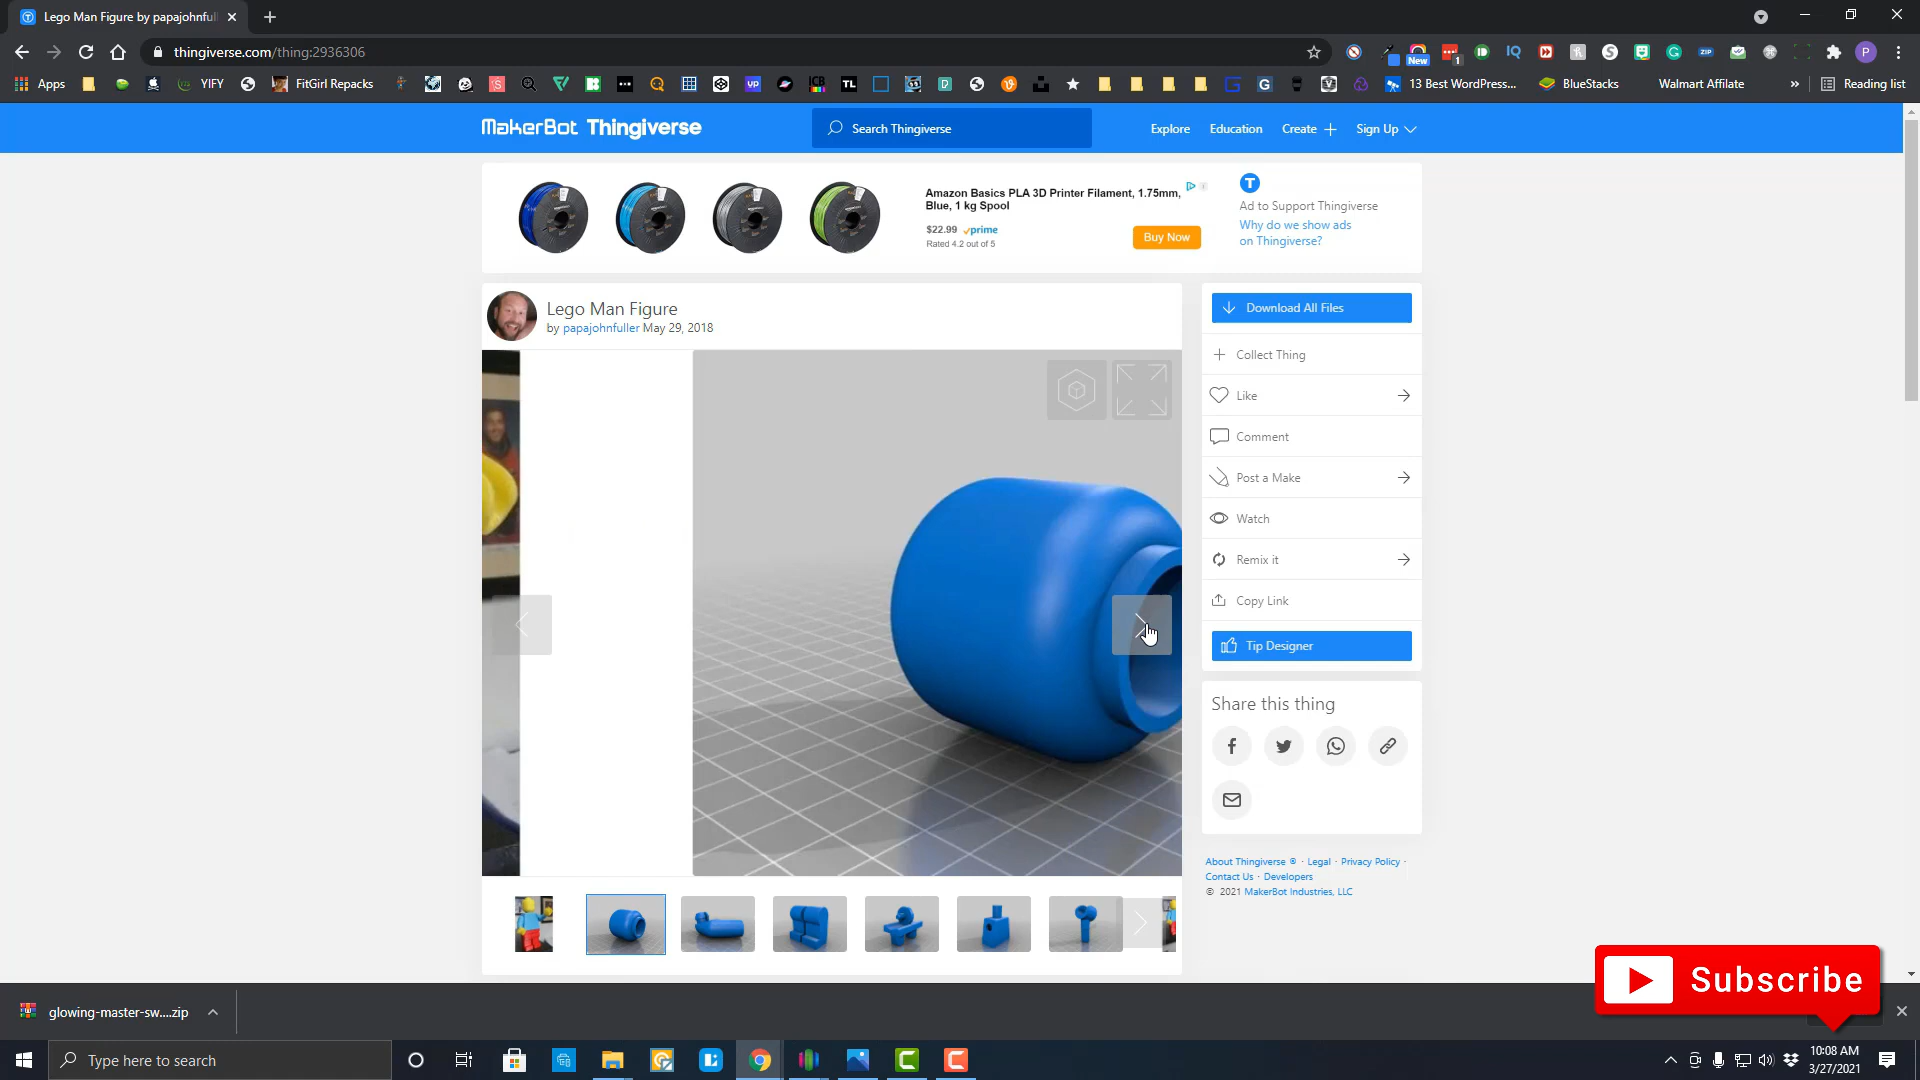 Lego Man Figure by papajohnful
thingiverse.com/thing:2936306
New
1
ZIP
P
Apps
YIFY
FitGirl Repacks
ICB
TL
13 Best WordPress...
BlueStacks
Walmart Affilate
»
Reading list
MakerBot Thingiverse
Search Thingiverse
Explore
Education
Create
Sign Up
Amazon Basics PLA 3D Printer Filament, 1.75mm,
Blue, 1 kg Spool
$22.99 prime
Rated 4.2 out of 5
Buy Now
Ad to Support Thingiverse
Why do we show ads
on Thingiverse?
Lego Man Figure
by papajohnfuller May 29, 2018
Download All Files
Collect Thing
Like
Comment
Post a Make
Watch
Remix it
Copy Link
Tip Designer
Share this thing
About Thingiverse ® · Legal · Privacy Policy ·
Contact Us · Developers
© 2021 MakerBot Industries, LLC
Subscribe
glowing-master-sw....zip
Type here to search
10:08 AM
3/27/2021